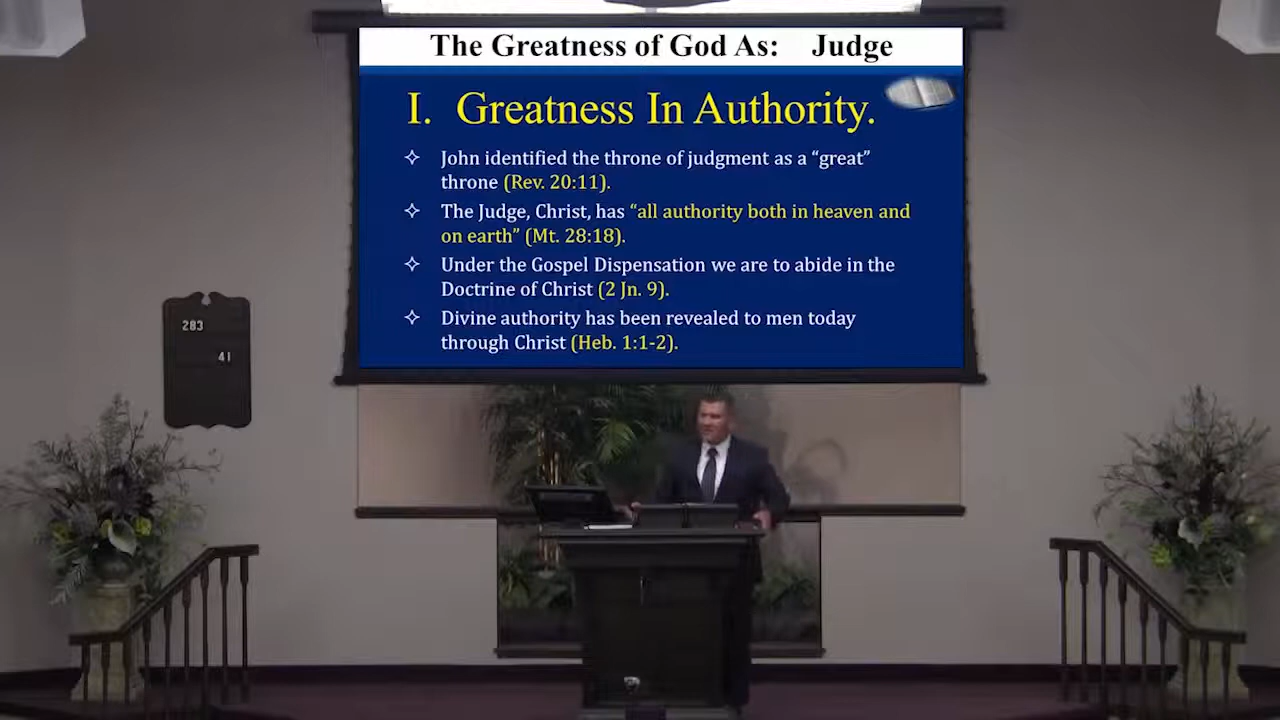 The Greatness of God As: Judge
I. Greatness In Authority.
✧ John identified the throne of judgment as a “great”
throne (Rev. 20:11).
✧ The Judge, Christ, has “all authority both in heaven and
on earth” (Mt. 28:18).
✧ Under the Gospel Dispensation we are to abide in the
Doctrine of Christ (2 Jn. 9).
✧ Divine authority has been revealed to men today
through Christ (Heb. 1:1-2).
283
41